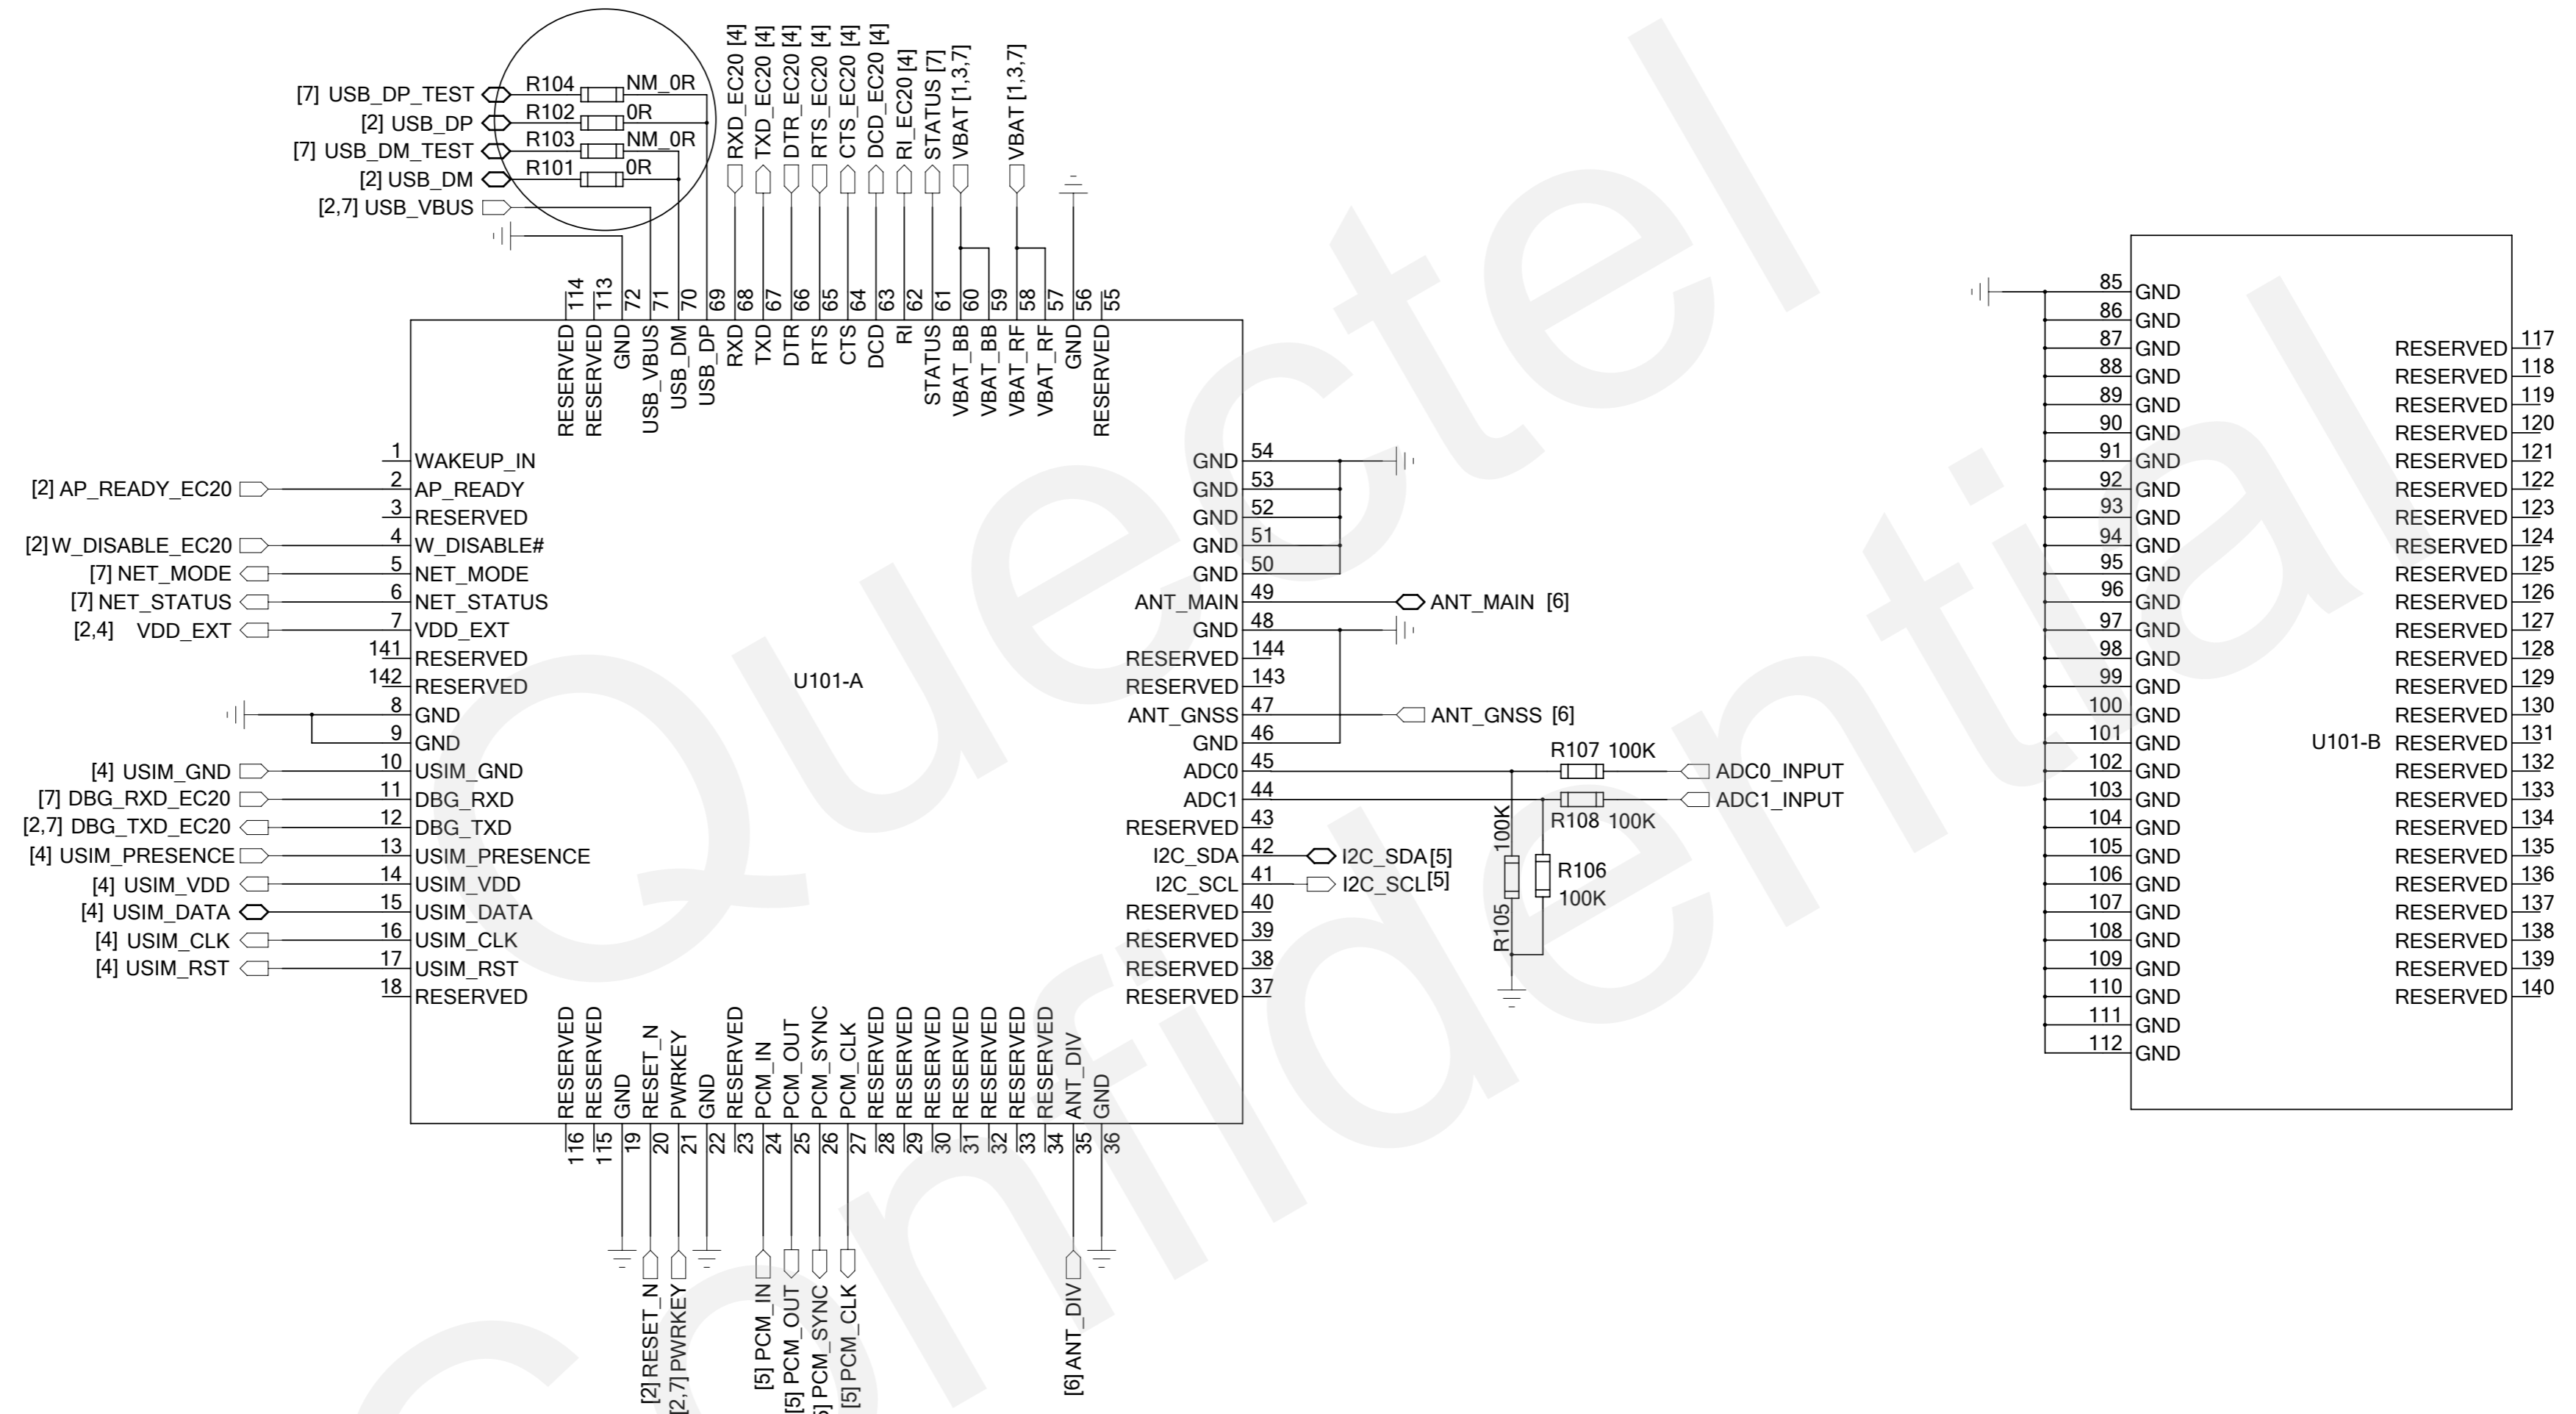 [7] USB_DP_TEST R104 NM_0R
[2] USB_DP R102 0R
[7] USB_DM_TEST R103 NM_0R
[2] USB_DM R101 0R
[2,7] USB_VBUS
RXD_EC20 [4]
TXD_EC20 [4]
DTR_EC20 [4]
RTS_EC20 [4]
CTS_EC20 [4]
DCD_EC20 [4]
RI_EC20 [4]
STATUS [7]
VBAT [1,3,7]
VBAT [1,3,7]
114 RESERVED
113 RESERVED
72 GND
71 USB_VBUS
70 USB_DM
69 USB_DP
68 RXD
67 TXD
66 DTR
65 RTS
64 CTS
63 DCD
62 RI
61 STATUS
60 VBAT_BB
59 VBAT_BB
58 VBAT_RF
57 VBAT_RF
56 GND
55 RESERVED
1 WAKEUP_IN
[2] AP_READY_EC20 2 AP_READY
3 RESERVED
[2] W_DISABLE_EC20 4 W_DISABLE#
[7] NET_MODE 5 NET_MODE
[7] NET_STATUS 6 NET_STATUS
[2,4] VDD_EXT 7 VDD_EXT
141 RESERVED
142 RESERVED
8 GND
9 GND
[4] USIM_GND 10 USIM_GND
[7] DBG_RXD_EC20 11 DBG_RXD
[2,7] DBG_TXD_EC20 12 DBG_TXD
[4] USIM_PRESENCE 13 USIM_PRESENCE
[4] USIM_VDD 14 USIM_VDD
[4] USIM_DATA 15 USIM_DATA
[4] USIM_CLK 16 USIM_CLK
[4] USIM_RST 17 USIM_RST
18 RESERVED
U101-A
GND 54
GND 53
GND 52
GND 51
GND 50
ANT_MAIN 49 ANT_MAIN [6]
GND 48
RESERVED 144
RESERVED 143
ANT_GNSS 47 ANT_GNSS [6]
GND 46
ADC0 45 R107 100K ADC0_INPUT
ADC1 44 R108 100K ADC1_INPUT
RESERVED 43
I2C_SDA 42 I2C_SDA [5]
I2C_SCL 41 I2C_SCL [5]
RESERVED 40
RESERVED 39
RESERVED 38
RESERVED 37
R105 100K
R106
100K
RESERVED 116
RESERVED 115
GND 19
RESET_N 20 [2] RESET_N
PWRKEY 21 [2,7] PWRKEY
GND 22
RESERVED 23
PCM_IN 24 [5] PCM_IN
PCM_OUT 25 [5] PCM_OUT
PCM_SYNC 26 PCM_SYNC
PCM_CLK 27 [5] PCM_CLK
RESERVED 28
RESERVED 29
RESERVED 30
RESERVED 31
RESERVED 32
RESERVED 33
RESERVED 34
ANT_DIV 35 [6] ANT_DIV
GND 36
85 GND
86 GND
87 GND RESERVED 117
88 GND RESERVED 118
89 GND RESERVED 119
90 GND RESERVED 120
91 GND RESERVED 121
92 GND RESERVED 122
93 GND RESERVED 123
94 GND RESERVED 124
95 GND RESERVED 125
96 GND RESERVED 126
97 GND RESERVED 127
98 GND RESERVED 128
99 GND RESERVED 129
100 GND RESERVED 130
101 GND U101-B RESERVED 131
102 GND RESERVED 132
103 GND RESERVED 133
104 GND RESERVED 134
105 GND RESERVED 135
106 GND RESERVED 136
107 GND RESERVED 137
108 GND RESERVED 138
109 GND RESERVED 139
110 GND RESERVED 140
111 GND
112 GND
Quectel
Confidential